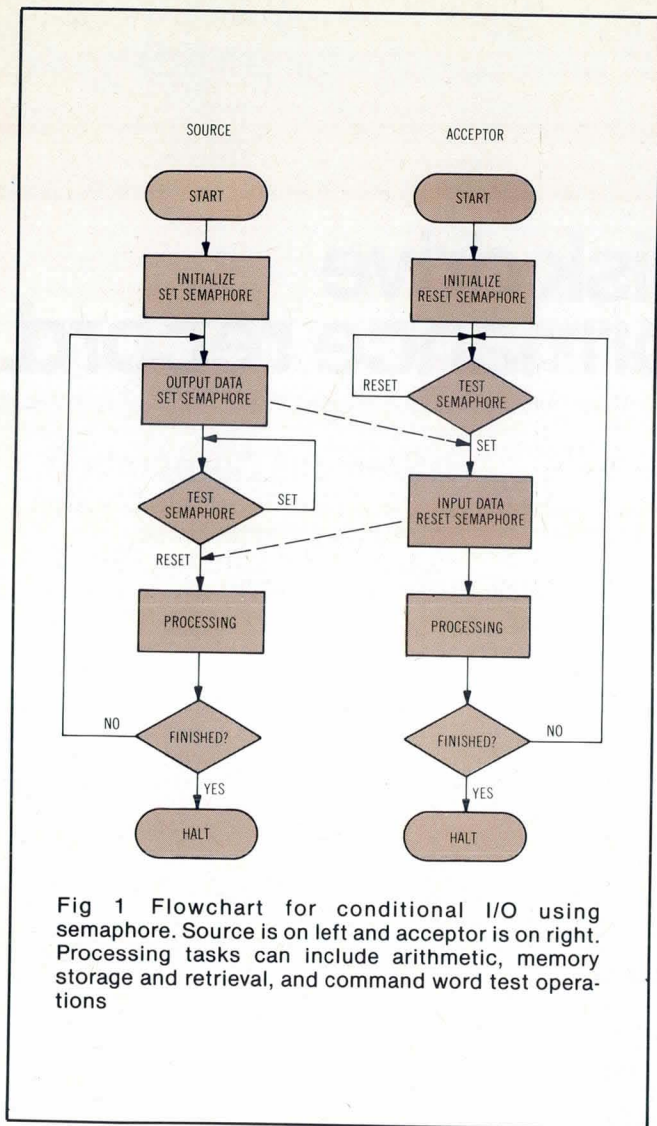 SOURCE
START
INITIALIZE
SET SEMAPHORE
OUTPUT DATA
SET SEMAPHORE
TEST
SEMAPHORE
SET
RESET
PROCESSING
NO
FINISHED?
YES
HALT
ACCEPTOR
START
INITIALIZE
RESET SEMAPHORE
RESET
TEST
SEMAPHORE
SET
INPUT DATA
RESET SEMAPHORE
PROCESSING
NO
FINISHED?
YES
HALT
Fig 1 Flowchart for conditional I/O using
semaphore. Source is on left and acceptor is on right.
Processing tasks can include arithmetic, memory
storage and retrieval, and command word test opera-
tions